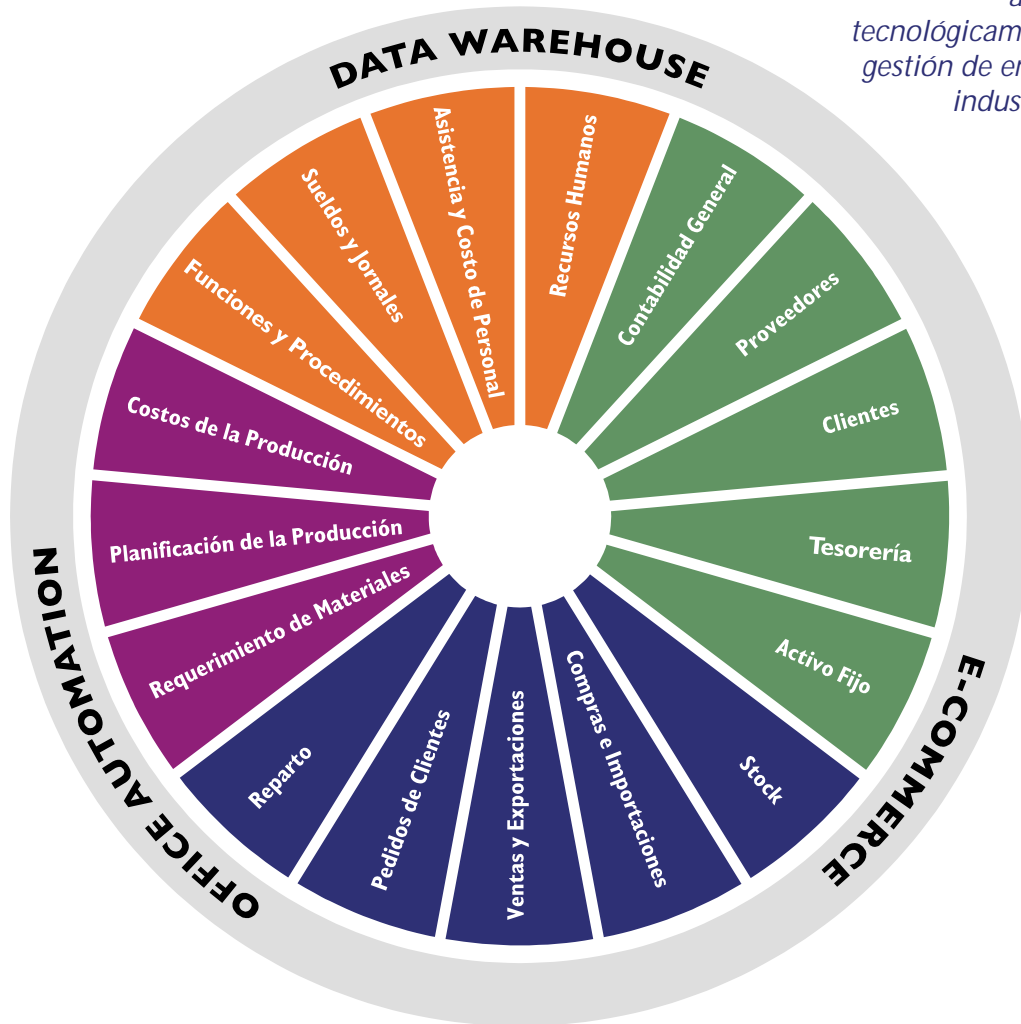 tecnológicam
gestión de
indus
DATA WAREHOUSE
Recursos Humanos
Contabilidad General
Proveedores
Clientes
Tesorería
Activo Fijo
Stock
Compras e Importaciones
Ventas y Exportaciones
Pedidos de Clientes
Reparto
Requerimiento de Materiales
Planificación de la Producción
Costos de la Producción
Funciones y Procedimientos
Sueldos y Jornales
Asistencia y Costo de Personal
E-COMMERCE
OFFICE AUTOMATION